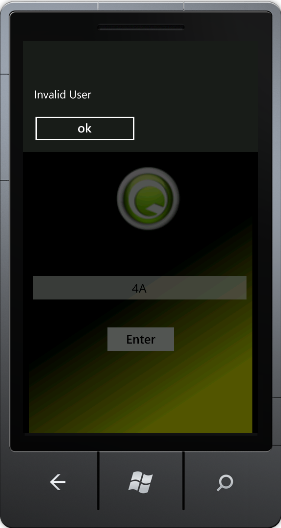 Invalid User
ok
4A
Enter